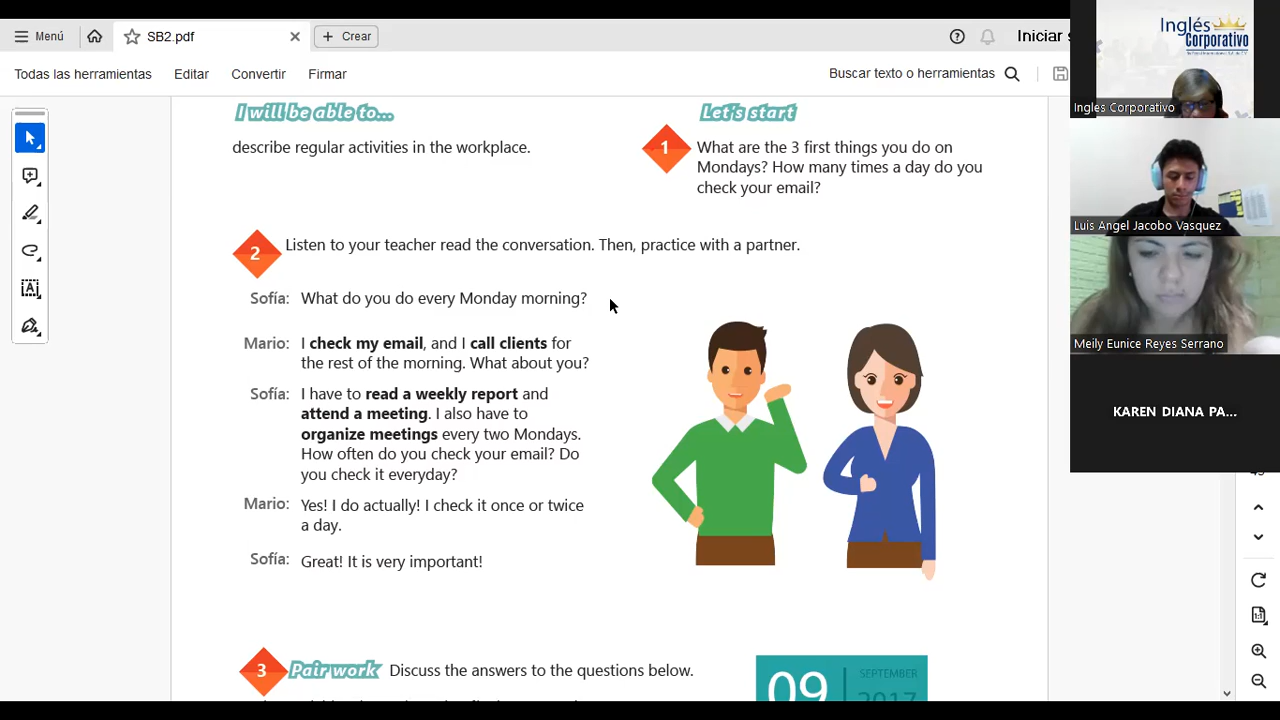 Menú
SB2.pdf
Crear
Iniciar s
Todas las herramientas
Editar
Convertir
Firmar
Buscar texto o herramientas
I will be able to...
describe regular activities in the workplace.
Let's start
1
What are the 3 first things you do on
Mondays? How many times a day do you
check your email?
2
Listen to your teacher read the conversation. Then, practice with a partner.
Sofía: What do you do every Monday morning?
Mario: I check my email, and I call clients for
the rest of the morning. What about you?
Sofía: I have to read a weekly report and
attend a meeting. I also have to
organize meetings every two Mondays.
How often do you check your email? Do
you check it everyday?
Mario: Yes! I do actually! I check it once or twice
a day.
Sofía: Great! It is very important!
3
Pair work Discuss the answers to the questions below.
09
SEPTEMBER
2017
Inglés
Corporativo
Ingles Corporativo
Luis Angel Jacobo Vasquez
Meily Eunice Reyes Serrano
KAREN DIANA PA...